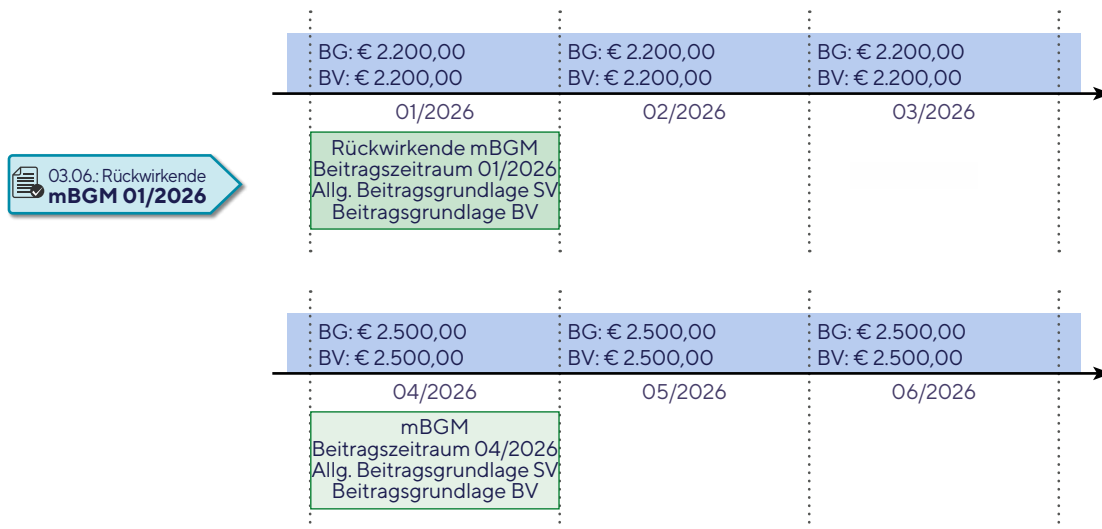 BG: € 2.200,00 BG: € 2.200,00 BG: € 2.200,00
BV: € 2.200,00 BV: € 2.200,00 BV: € 2.200,00
01/2026 02/2026 03/2026
Rückwirkende mBGM
Beitragszeitraum 01/2026
Allg. Beitragsgrundlage SV
Beitragsgrundlage BV
03.06.: Rückwirkende
mBGM 01/2026
BG: € 2.500,00 BG: € 2.500,00 BG: € 2.500,00
BV: € 2.500,00 BV: € 2.500,00 BV: € 2.500,00
04/2026 05/2026 06/2026
mBGM
Beitragszeitraum 04/2026
Allg. Beitragsgrundlage SV
Beitragsgrundlage BV